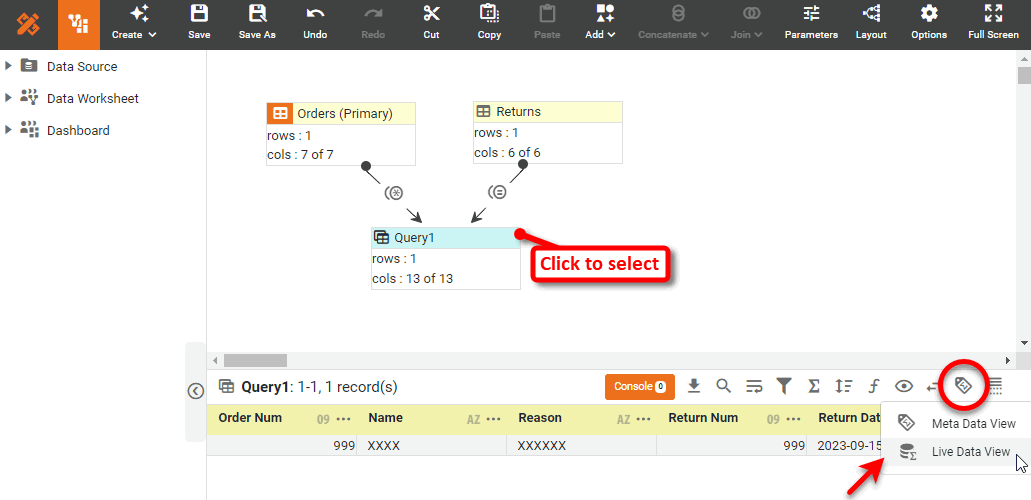 Create Save Save As Undo Redo Cut Copy Paste Add Concatenate Join Parameters Layout Options Full Screen
Data Source
Data Worksheet
Dashboard
Orders (Primary)
rows : 1
cols : 7 of 7
Returns
rows : 1
cols : 6 of 6
Query1
rows : 1
cols : 13 of 13
Click to select
Query1: 1-1, 1 record(s)
Console 0
Order Num 09 ••• Name AZ ••• Reason AZ ••• Return Num 09 ••• Return Dat
999 XXXX XXXXXX 999 2023-09-15
Meta Data View
Live Data View